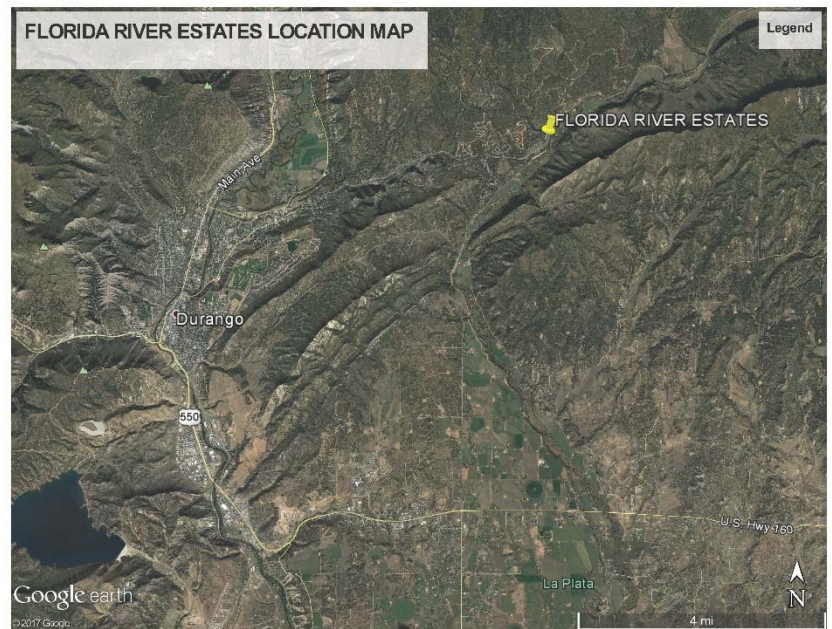 FLORIDA RIVER ESTATES LOCATION MAP
Legend
FLORIDA RIVER ESTATES
Main Ave
Durango
550
U.S. Hwy 160
La Plata
Google earth
N
© 2017 Google
4 mi